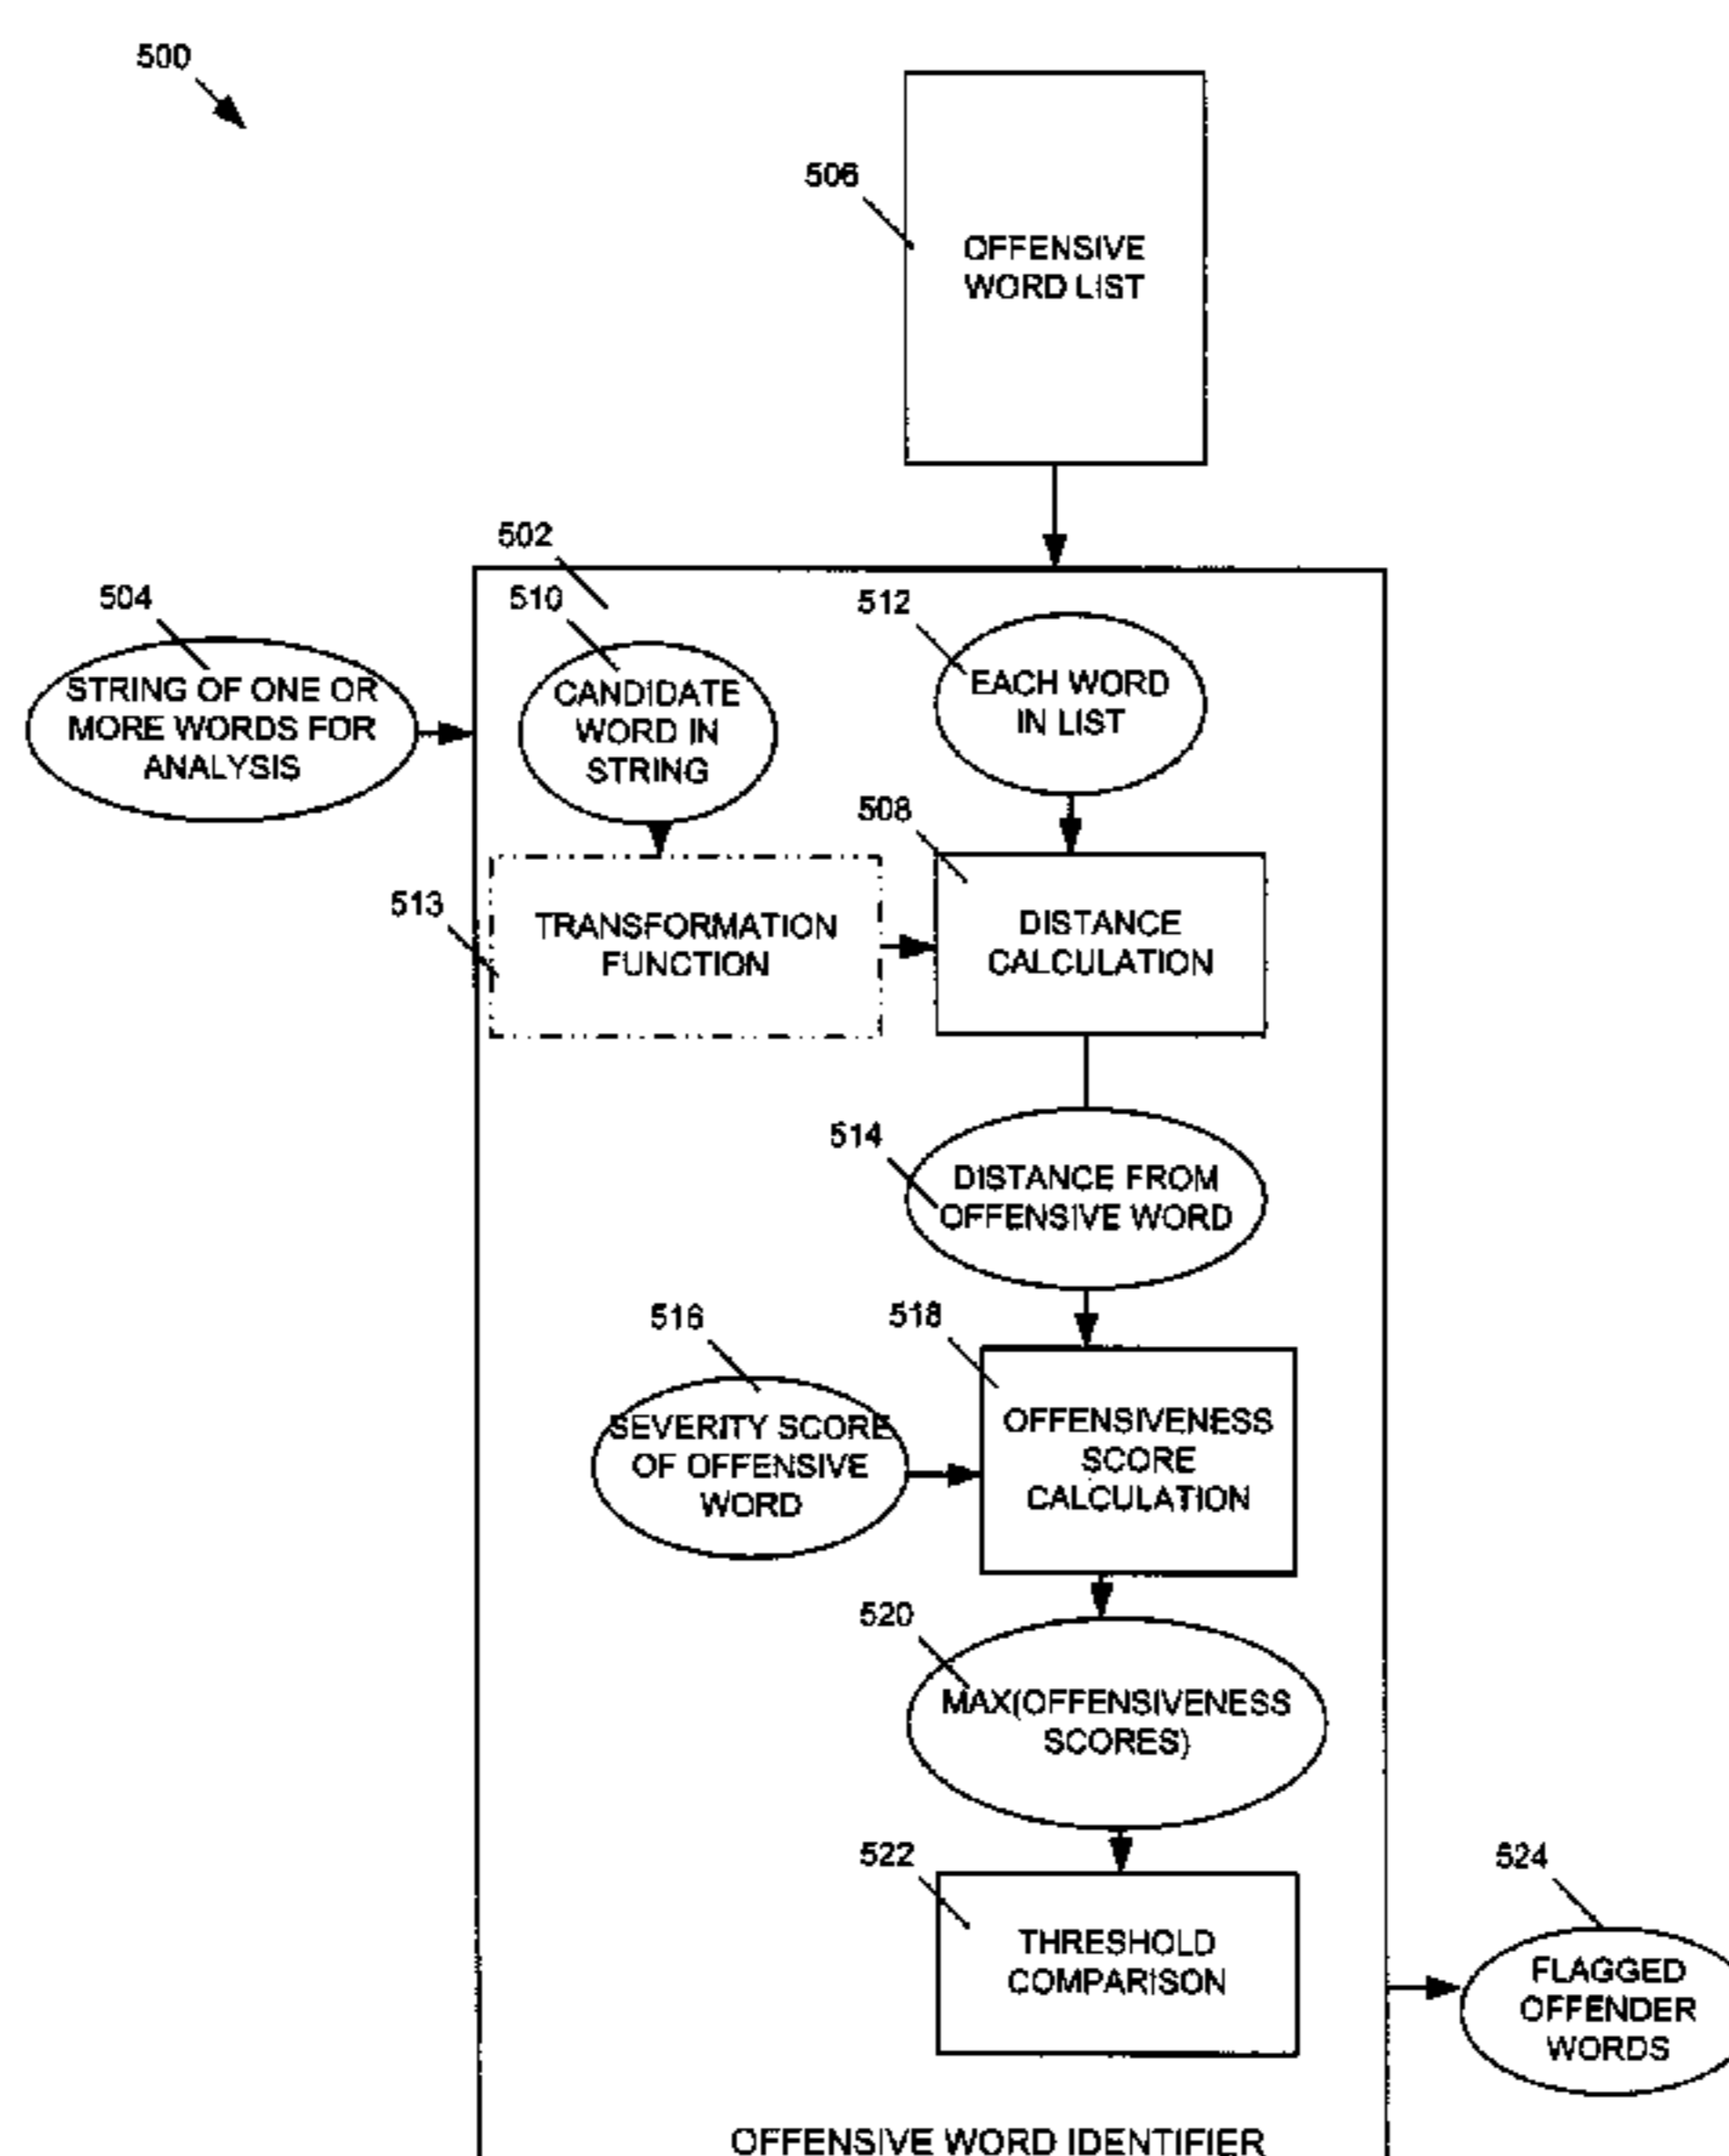 500
506
OFFENSIVE
WORD LIST
502
504
510
512
STRING OF ONE OR
MORE WORDS FOR
ANALYSIS
CANDIDATE
WORD IN
STRING
EACH WORD
IN LIST
508
513
TRANSFORMATION
FUNCTION
DISTANCE
CALCULATION
514
DISTANCE FROM
OFFENSIVE WORD
516
518
SEVERITY SCORE
OF OFFENSIVE
WORD
OFFENSIVENESS
SCORE
CALCULATION
520
MAX(OFFENSIVENESS
SCORES)
522
524
THRESHOLD
COMPARISON
FLAGGED
OFFENDER
WORDS
OFFENSIVE WORD IDENTIFIER